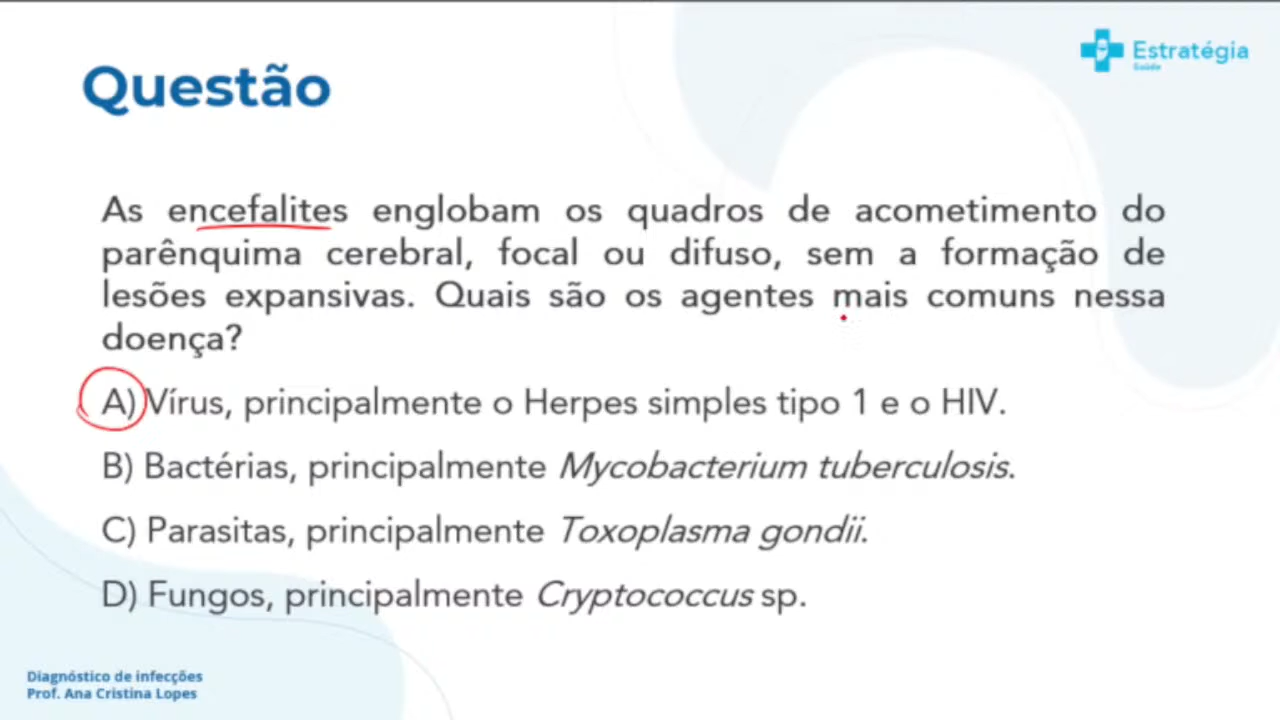 Estratégia
Saúde
Questão
As encefalites englobam os quadros de acometimento do
parênquima cerebral, focal ou difuso, sem a formação de
lesões expansivas. Quais são os agentes mais comuns nessa
doença?
A) Vírus, principalmente o Herpes simples tipo 1 e o HIV.
B) Bactérias, principalmente Mycobacterium tuberculosis.
C) Parasitas, principalmente Toxoplasma gondii.
D) Fungos, principalmente Cryptococcus sp.
Diagnóstico de infecções
Prof. Ana Cristina Lopes